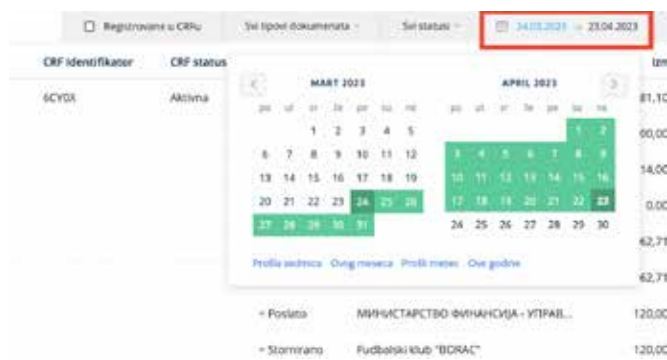 Registrovane u CRFu Svi tipovi dokumenata Svi statusi 24.03.2023 → 23.04.2023
CRF Identifikator CRF status Izn
6CY0X Aktivna 81,10
MART 2023 APRIL 2023
po ut sr če pe su ne po ut sr če pe su ne
1 2 3 4 5 1 2
00,00
6 7 8 9 10 11 12 3 4 5 6 7 8 9
13 14 15 16 17 18 19 10 11 12 13 14 15 16
14,00
20 21 22 23 24 25 26 17 18 19 20 21 22 23
0,00
27 28 29 30 31 24 25 26 27 28 29 30
62,71
Prošla sedmica Ovog meseca Prošli mesec Ove godine
62,71
Poslato МИНИСТАРСТВО ФИНАНСИЈА - УПРАВ... 120,00
Stornirano Fudbalski klub "BORAC" 120,00